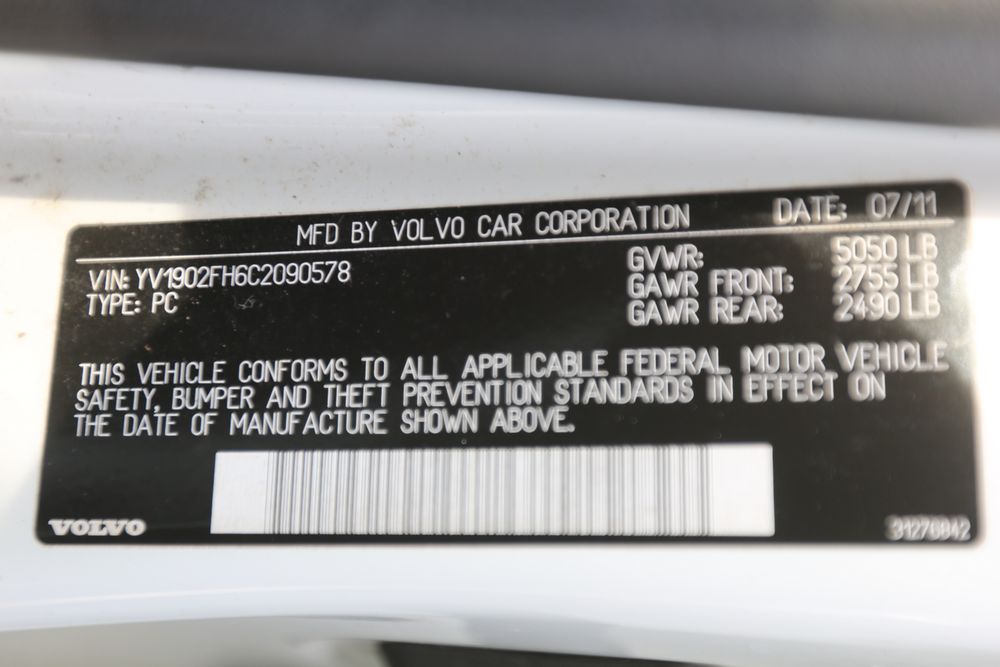 MFD BY VOLVO CAR CORPORATION DATE: 07/11
VIN: YV1902FH6C2090578
TYPE: PC
GVWR: 5050 LB
GAWR FRONT: 2755 LB
GAWR REAR: 2490 LB
THIS VEHICLE CONFORMS TO ALL APPLICABLE FEDERAL MOTOR VEHICLE
SAFETY, BUMPER AND THEFT PREVENTION STANDARDS IN EFFECT ON
THE DATE OF MANUFACTURE SHOWN ABOVE.
VOLVO
31276842